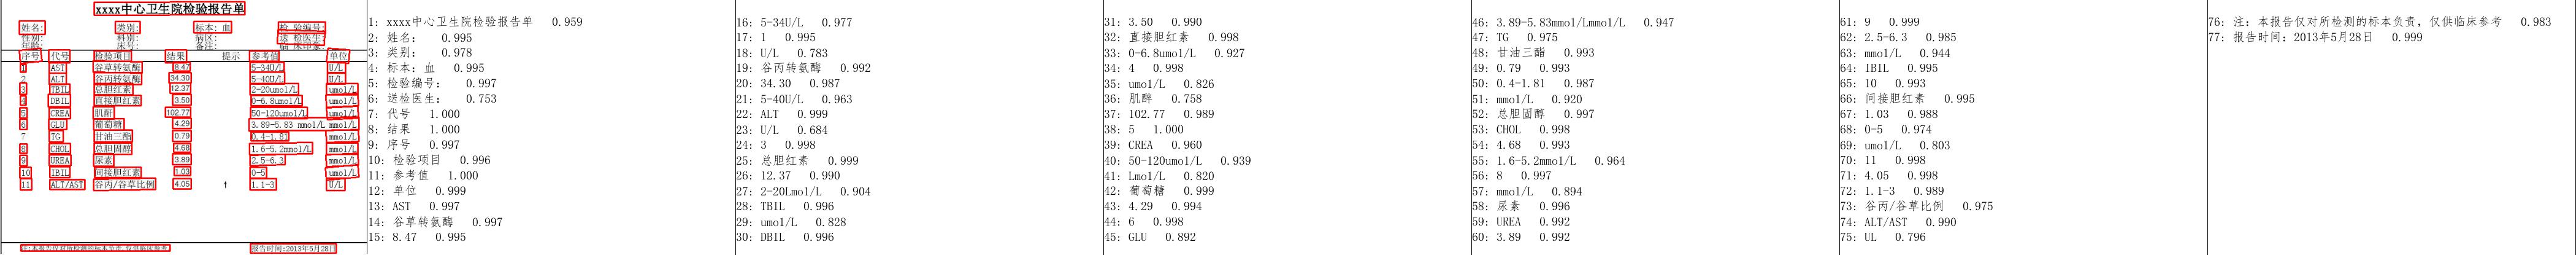 xxxx中心卫生院检验报告单
姓名: 类别: 标本: 血 检验编号:
性别: 科别: 病区: 送检医生:
年龄: 床号: 备注: 临床印象:
序号 代号 检验项目 结果 提示 参考值 单位
1 AST 谷草转氨酶 8.47 5-34U/L U/L
2 ALT 谷丙转氨酶 34.30 5-40U/L U/L
3 TBIL 总胆红素 12.37 2-20umol/L umol/L
4 DBIL 直接胆红素 3.50 0-6.8umol/L umol/L
5 CREA 肌酐 102.77 50-120umol/L umol/L
6 GLU 葡萄糖 4.29 3.89-5.83 mmol/L mmol/L
7 TG 甘油三酯 0.79 0.4-1.81 mmol/L
8 CHOL 总胆固醇 4.68 1.6-5.2mmol/L mmol/L
9 UREA 尿素 3.89 2.5-6.3 mmol/L
10 IBIL 间接胆红素 1.03 0-5 umol/L
11 ALT/AST 谷丙/谷草比例 4.05 ↑ 1.1-3 U/L
注:本报告仅对所检测的标本负责,仅供临床参考 报告时间:2013年5月28日
1: xxxx中心卫生院检验报告单 0.959
2: 姓名: 0.995
3: 类别: 0.978
4: 标本: 血 0.995
5: 检验编号: 0.997
6: 送检医生: 0.753
7: 代号 1.000
8: 结果 1.000
9: 序号 0.997
10: 检验项目 0.996
11: 参考值 1.000
12: 单位 0.999
13: AST 0.997
14: 谷草转氨酶 0.997
15: 8.47 0.995
16: 5-34U/L 0.977
17: 1 0.995
18: U/L 0.783
19: 谷丙转氨酶 0.992
20: 34.30 0.987
21: 5-40U/L 0.963
22: ALT 0.999
23: U/L 0.684
24: 3 0.998
25: 总胆红素 0.999
26: 12.37 0.990
27: 2-20Lmol/L 0.904
28: TBIL 0.996
29: umol/L 0.828
30: DBIL 0.996
31: 3.50 0.990
32: 直接胆红素 0.998
33: 0-6.8umol/L 0.927
34: 4 0.998
35: umol/L 0.826
36: 肌醉 0.758
37: 102.77 0.989
38: 5 1.000
39: CREA 0.960
40: 50-120umol/L 0.939
41: Lmol/L 0.820
42: 葡萄糖 0.999
43: 4.29 0.994
44: 6 0.998
45: GLU 0.892
46: 3.89-5.83mmol/Lmmol/L 0.947
47: TG 0.975
48: 甘油三酯 0.993
49: 0.79 0.993
50: 0.4-1.81 0.987
51: mmol/L 0.920
52: 总胆固醇 0.997
53: CHOL 0.998
54: 4.68 0.993
55: 1.6-5.2mmol/L 0.964
56: 8 0.997
57: mmol/L 0.894
58: 尿素 0.996
59: UREA 0.992
60: 3.89 0.992
61: 9 0.999
62: 2.5-6.3 0.985
63: mmol/L 0.944
64: IBIL 0.995
65: 10 0.993
66: 间接胆红素 0.995
67: 1.03 0.988
68: 0-5 0.974
69: umol/L 0.803
70: 11 0.998
71: 4.05 0.998
72: 1.1-3 0.989
73: 谷丙/谷草比例 0.975
74: ALT/AST 0.990
75: UL 0.796
76: 注: 本报告仅对所检测的标本负责, 仅供临床参考 0.983
77: 报告时间: 2013年5月28日 0.999